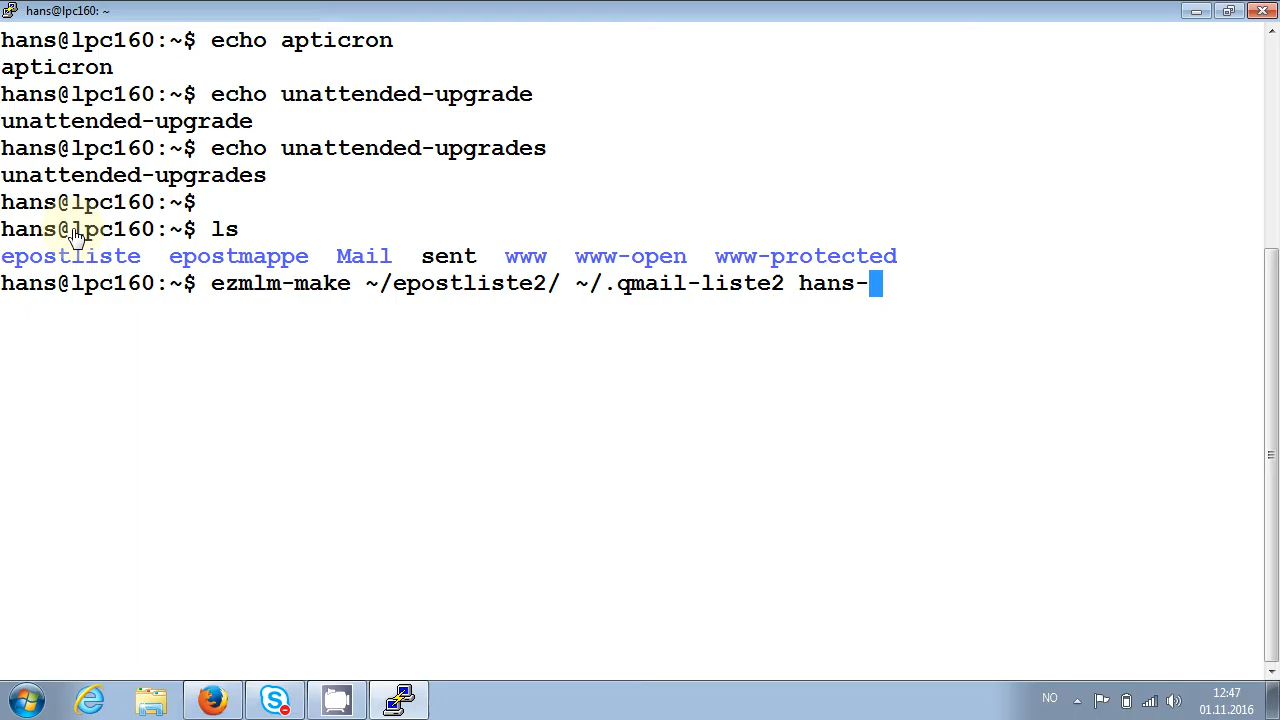 hans@lpc160: ~
hans@lpc160:~$ echo apticron
apticron
hans@lpc160:~$ echo unattended-upgrade
unattended-upgrade
hans@lpc160:~$ echo unattended-upgrades
unattended-upgrades
hans@lpc160:~$
hans@lpc160:~$ ls
epostliste  epostmappe  Mail  sent  www  www-open  www-protected
hans@lpc160:~$ ezmlm-make ~/epostliste2/ ~/.qmail-liste2 hans-
NO
12:47
01.11.2016